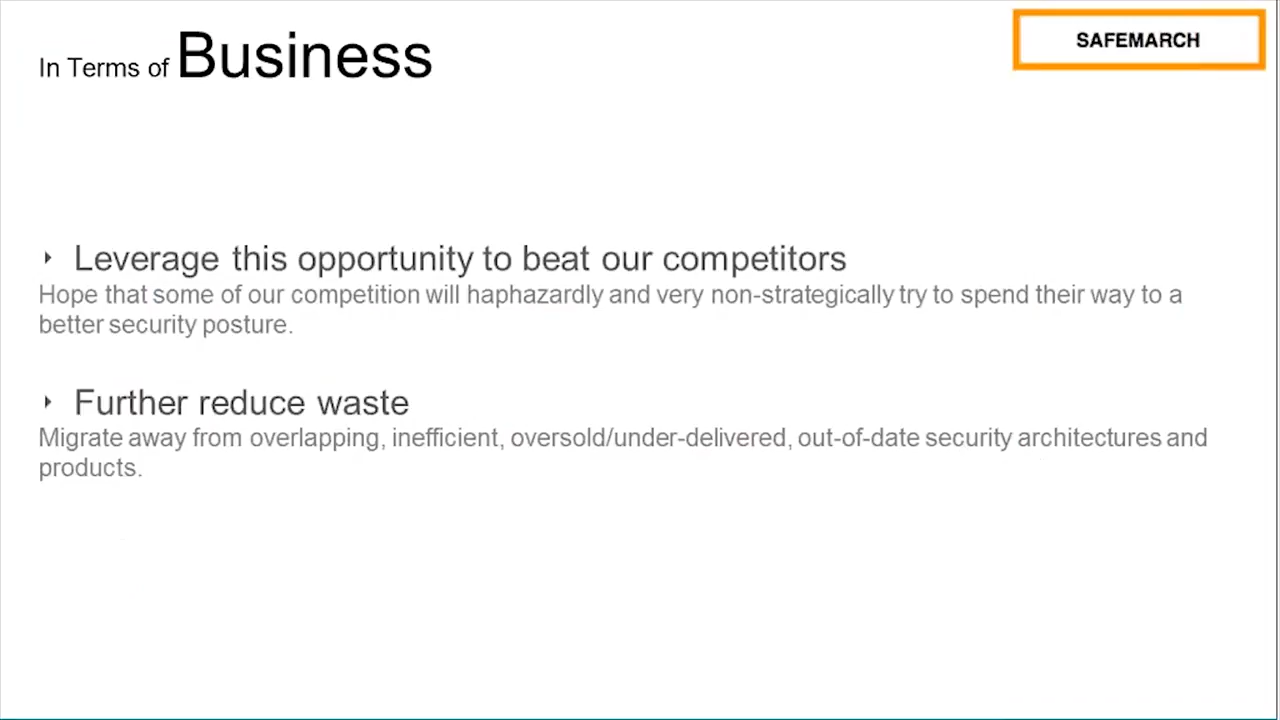 In Terms of Business
SAFEMARCH
‣ Leverage this opportunity to beat our competitors
Hope that some of our competition will haphazardly and very non-strategically try to spend their way to a
better security posture.
‣ Further reduce waste
Migrate away from overlapping, inefficient, oversold/under-delivered, out-of-date security architectures and
products.